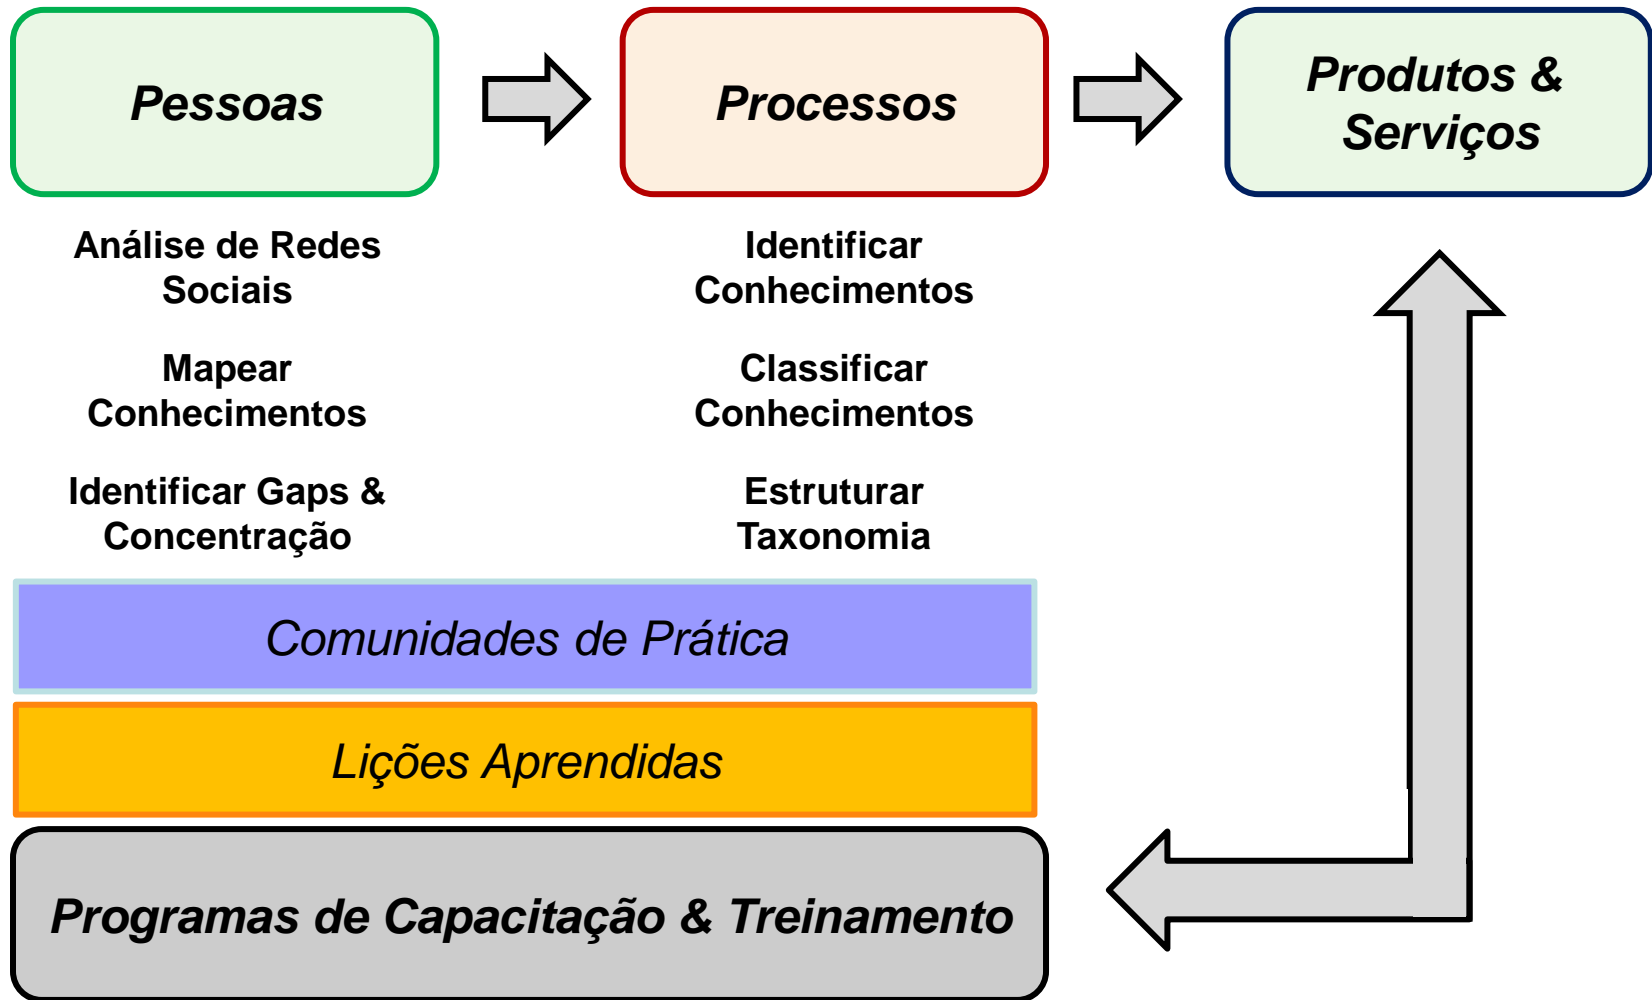 Pessoas
Processos
Produtos &
Serviços
Análise de Redes
Sociais
Mapear
Conhecimentos
Identificar Gaps &
Concentração
Identificar
Conhecimentos
Classificar
Conhecimentos
Estruturar
Taxonomia
Comunidades de Prática
Lições Aprendidas
Programas de Capacitação & Treinamento